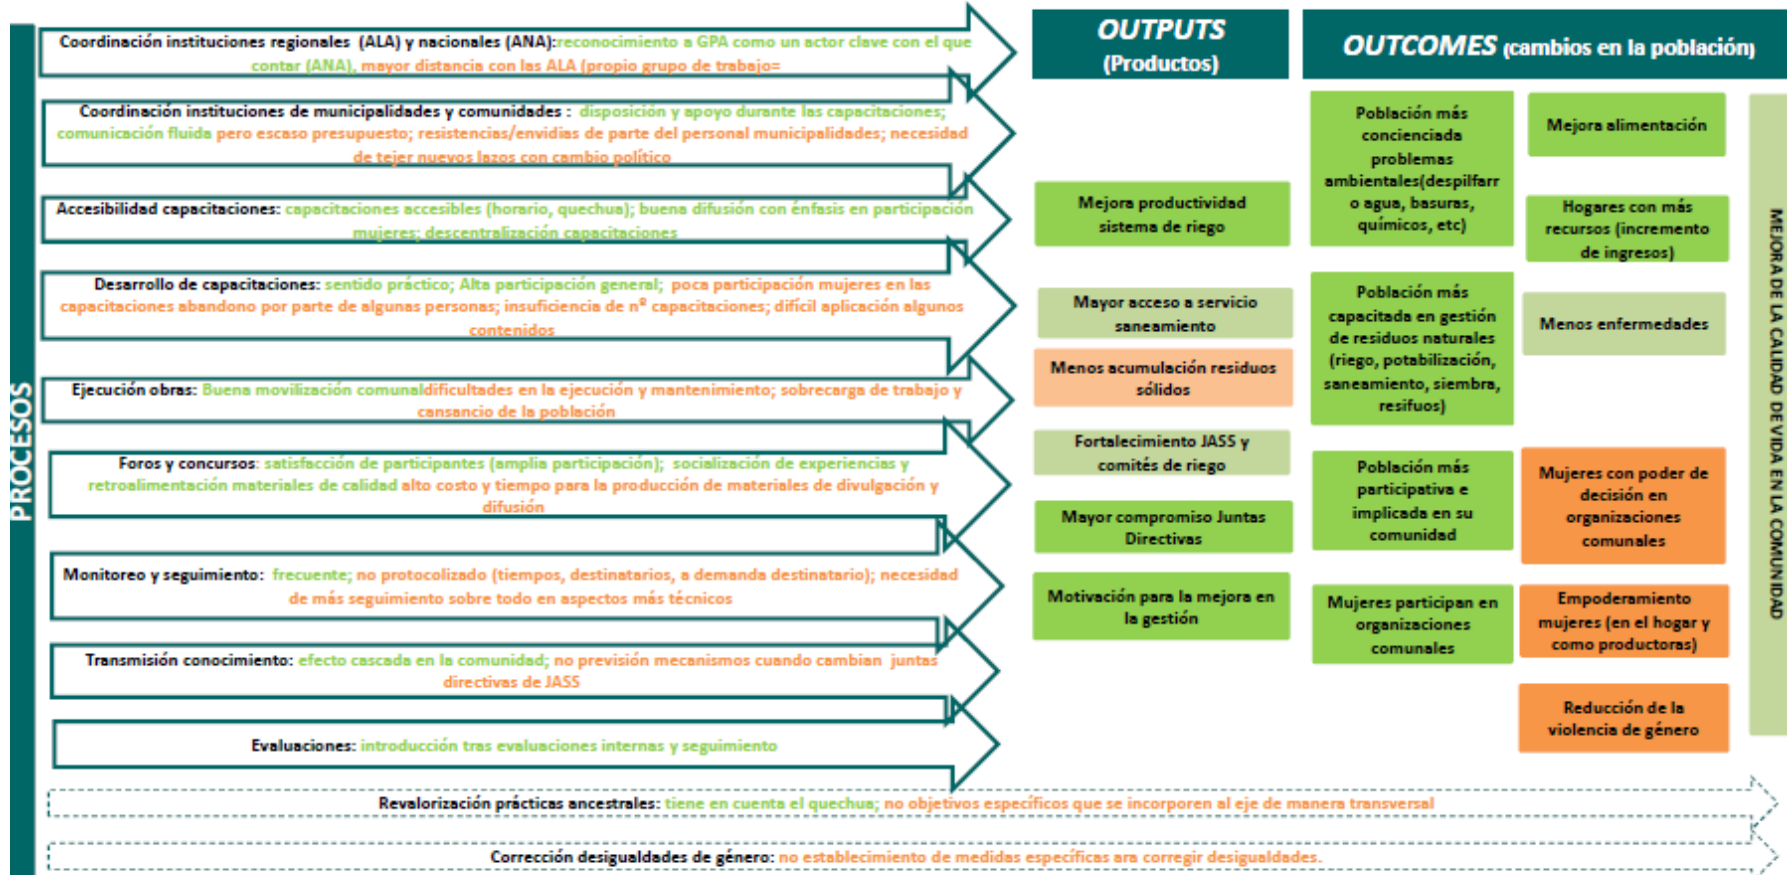 PROCESOS
Coordinación instituciones regionales (ALA) y nacionales (ANA):reconocimiento a GPA como un actor clave con el que
contar (ANA), mayor distancia con las ALA (propio grupo de trabajo=
Coordinación instituciones de municipalidades y comunidades : disposición y apoyo durante las capacitaciones;
comunicación fluida pero escaso presupuesto; resistencias/envidias de parte del personal municipalidades; necesidad
de tejer nuevos lazos con cambio político
Accesibilidad capacitaciones: capacitaciones accesibles (horario, quechua); buena difusión con énfasis en participación
mujeres; descentralización capacitaciones
Desarrollo de capacitaciones: sentido práctico; Alta participación general; poca participación mujeres en las
capacitaciones abandono por parte de algunas personas; insuficiencia de nº capacitaciones; difícil aplicación algunos
contenidos
Ejecución obras: Buena movilización comunaldificultades en la ejecución y mantenimiento; sobrecarga de trabajo y
cansancio de la población
Foros y concursos: satisfacción de participantes (amplia participación); socialización de experiencias y
retroalimentación materiales de calidad alto costo y tiempo para la producción de materiales de divulgación y
difusión
Monitoreo y seguimiento: frecuente; no protocolizado (tiempos, destinatarios, a demanda destinatario); necesidad
de más seguimiento sobre todo en aspectos más técnicos
Transmisión conocimiento: efecto cascada en la comunidad; no previsión mecanismos cuando cambian juntas
directivas de JASS
Evaluaciones: introducción tras evaluaciones internas y seguimiento
Revalorización prácticas ancestrales: tiene en cuenta el quechua; no objetivos específicos que se incorporen al eje de manera transversal
Corrección desigualdades de género: no establecimiento de medidas específicas ara corregir desigualdades.
OUTPUTS
(Productos)
Mejora productividad
sistema de riego
Mayor acceso a servicio
saneamiento
Menos acumulación residuos
sólidos
Fortalecimiento JASS y
comités de riego
Mayor compromiso Juntas
Directivas
Motivación para la mejora en
la gestión
OUTCOMES (cambios en la población)
Población más
concienciada
problemas
ambientales(despilfarr
o agua, basuras,
químicos, etc)
Población más
capacitada en gestión
de residuos naturales
(riego, potabilización,
saneamiento, siembra,
resifuos)
Población más
participativa e
implicada en su
comunidad
Mujeres participan en
organizaciones
comunales
Mejora alimentación
Hogares con más
recursos (incremento
de ingresos)
Menos enfermedades
Mujeres con poder de
decisión en
organizaciones
comunales
Empoderamiento
mujeres (en el hogar y
como productoras)
Reducción de la
violencia de género
MEJORA DE LA CALIDAD DE VIDA EN LA COMUNIDAD